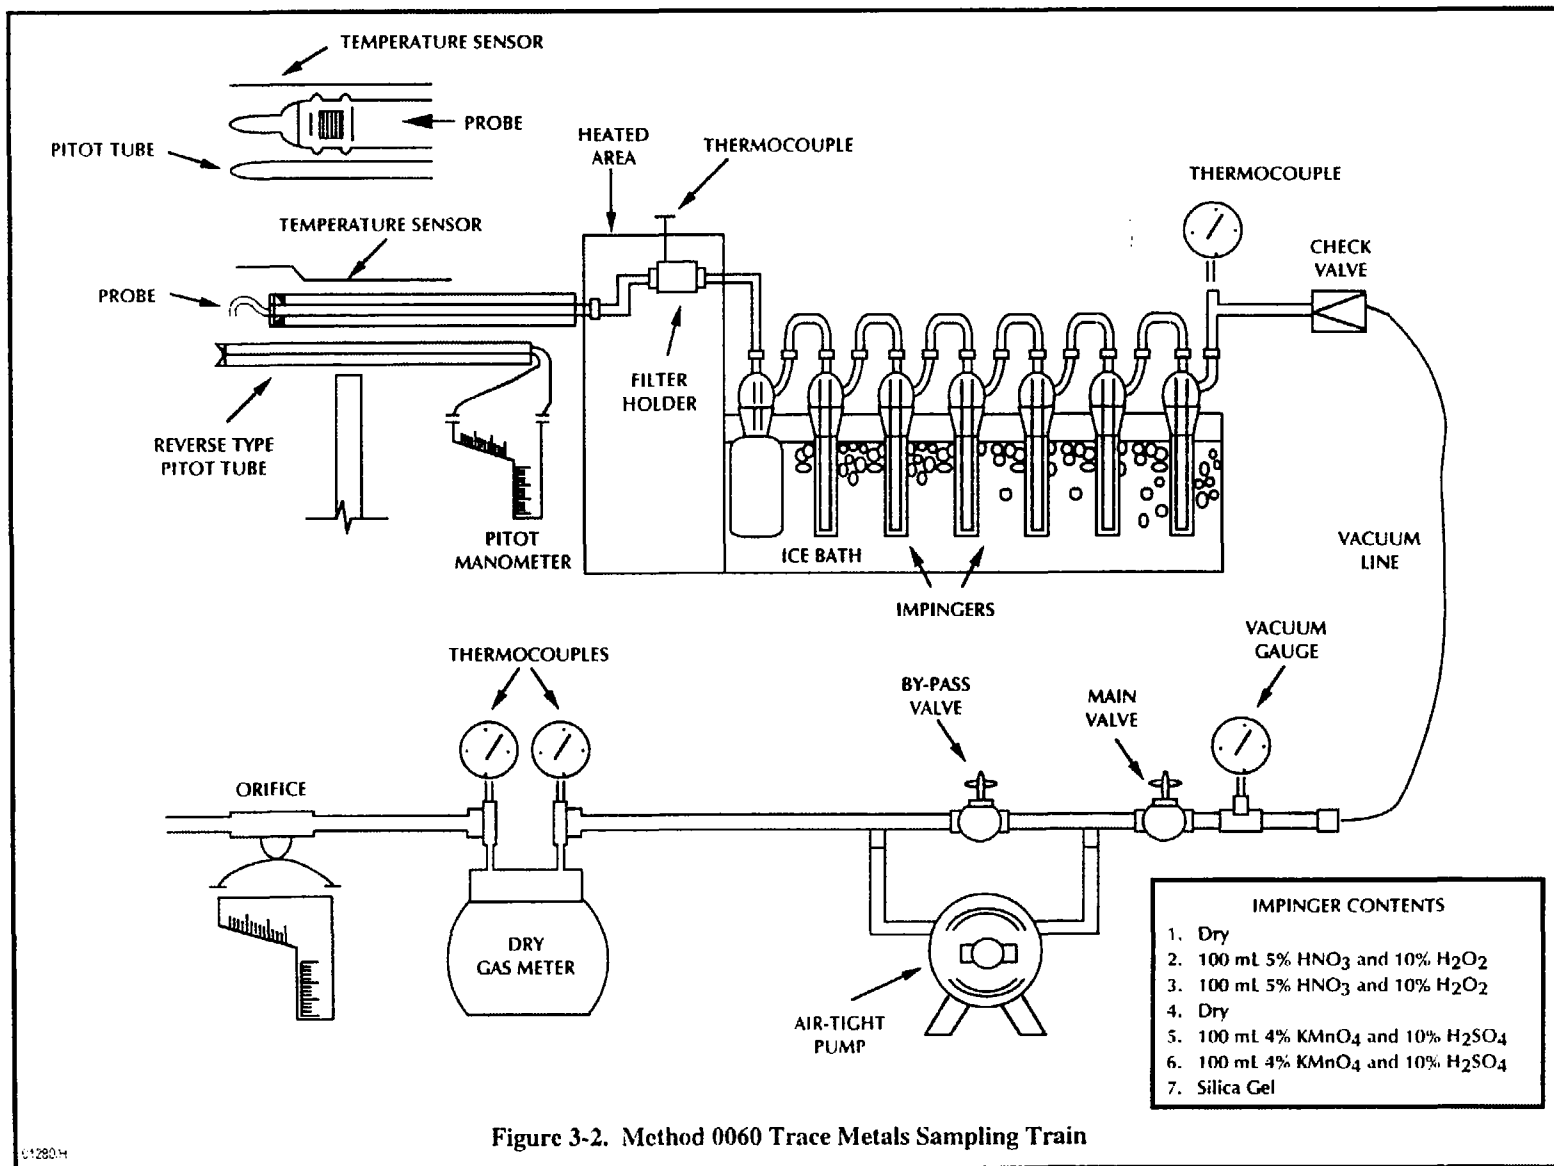 TEMPERATURE SENSOR
PROBE
PITOT TUBE
HEATED
AREA
THERMOCOUPLE
THERMOCOUPLE
TEMPERATURE SENSOR
CHECK
VALVE
PROBE
FILTER
HOLDER
REVERSE TYPE
PITOT TUBE
PITOT
MANOMETER
ICE BATH
VACUUM
LINE
IMPINGERS
THERMOCOUPLES
VACUUM
GAUGE
BY-PASS
VALVE
MAIN
VALVE
ORIFICE
DRY
GAS METER
AIR-TIGHT
PUMP
IMPINGER CONTENTS
1. Dry
2. 100 mL 5% HNO3 and 10% H2O2
3. 100 mL 5% HNO3 and 10% H2O2
4. Dry
5. 100 mL 4% KMnO4 and 10% H2SO4
6. 100 mL 4% KMnO4 and 10% H2SO4
7. Silica Gel
Figure 3-2. Method 0060 Trace Metals Sampling Train